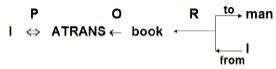 P O R to man
I ⇔ ATRANS ← book ←
from I